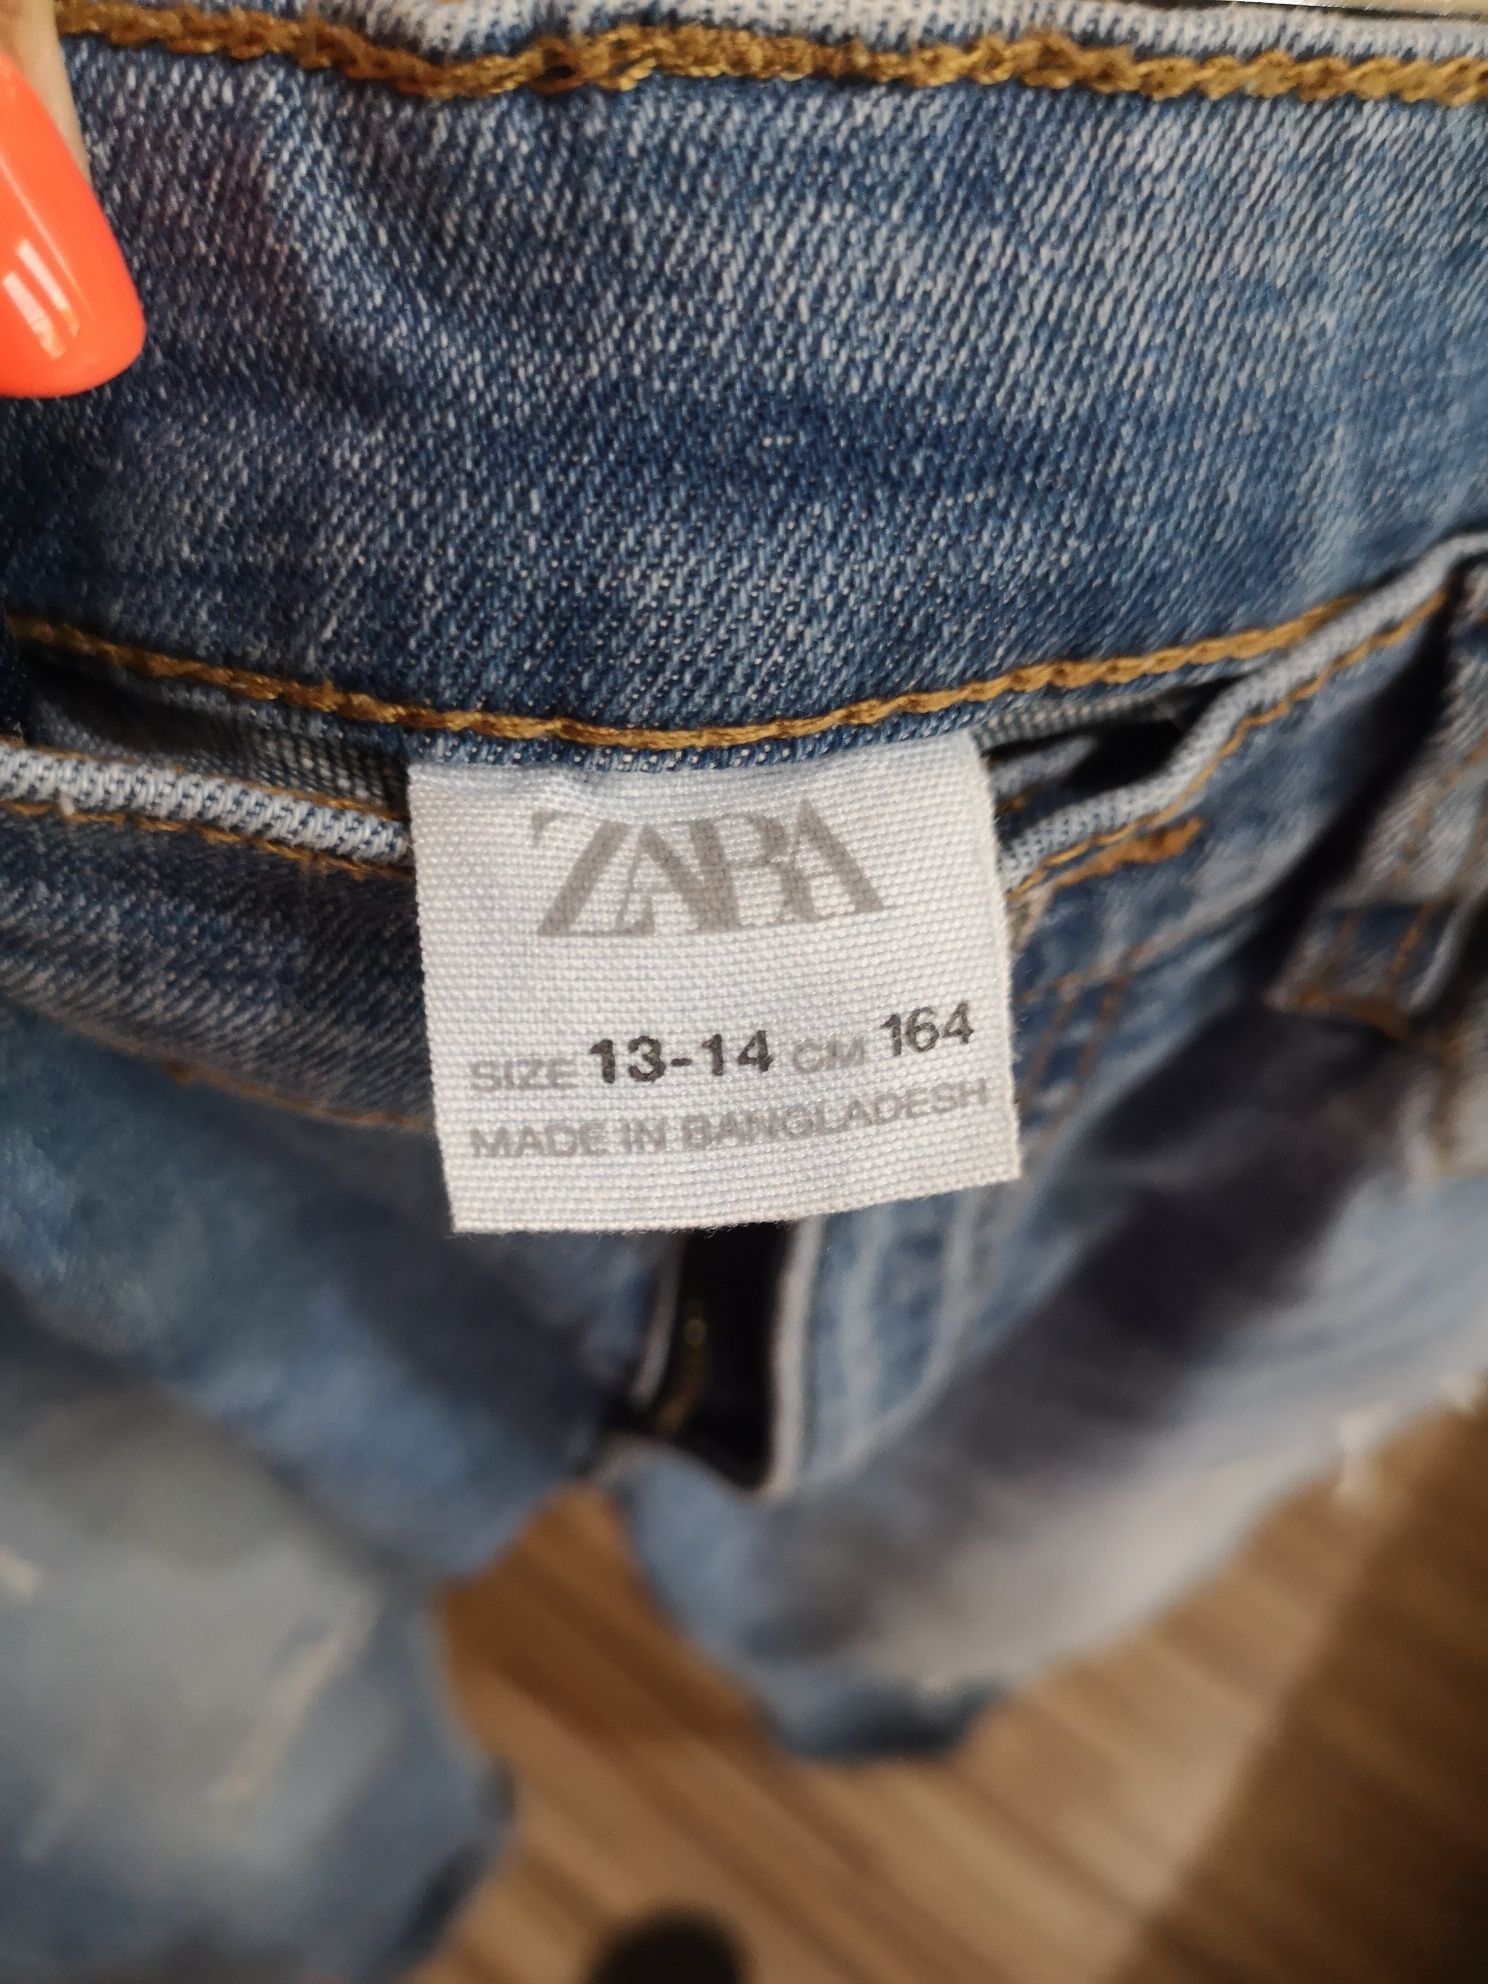 ZARA
SIZE 13-14 CM 164
MADE IN BANGLADESH